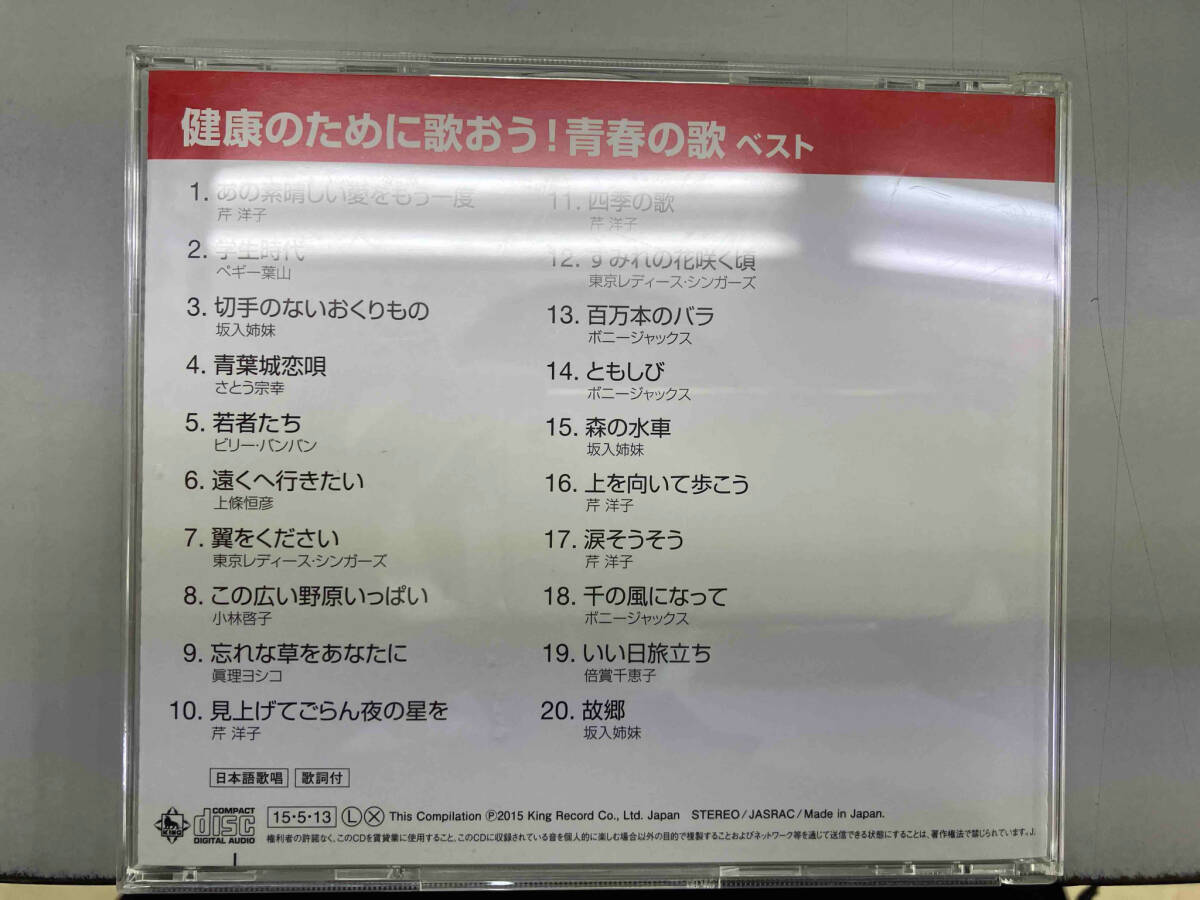 健康のために歌おう!青春の歌 ベスト
1. あの素晴しい愛をもう一度
芹 洋子
2. 学生時代
ペギー葉山
3. 切手のないおくりもの
坂入姉妹
4. 青葉城恋唄
さとう宗幸
5. 若者たち
ビリー・バンバン
6. 遠くへ行きたい
上條恒彦
7. 翼をください
東京レディース・シンガーズ
8. この広い野原いっぱい
小林啓子
9. 忘れな草をあなたに
眞理ヨシコ
10. 見上げてごらん夜の星を
芹 洋子
11. 四季の歌
芹 洋子
12. すみれの花咲く頃
東京レディース・シンガーズ
13. 百万本のバラ
ボニージャックス
14. ともしび
ボニージャックス
15. 森の水車
坂入姉妹
16. 上を向いて歩こう
芹 洋子
17. 涙そうそう
芹 洋子
18. 千の風になって
ボニージャックス
19. いい日旅立ち
倍賞千恵子
20. 故郷
坂入姉妹
日本語歌唱 歌詞付
KING COMPACT disc DIGITAL AUDIO 15・5・13 Ⓛ Ⓧ This Compilation Ⓟ2015 King Record Co., Ltd. Japan STEREO/JASRAC/Made in Japan.
権利者の許諾なく、このCDを賃貸業に使用すること、このCDに収録されている音を個人的に楽しむ場合以外の目的で複製することおよびネットワーク等を通じて送信できる状態にすることは、著作権法で禁じられています。J